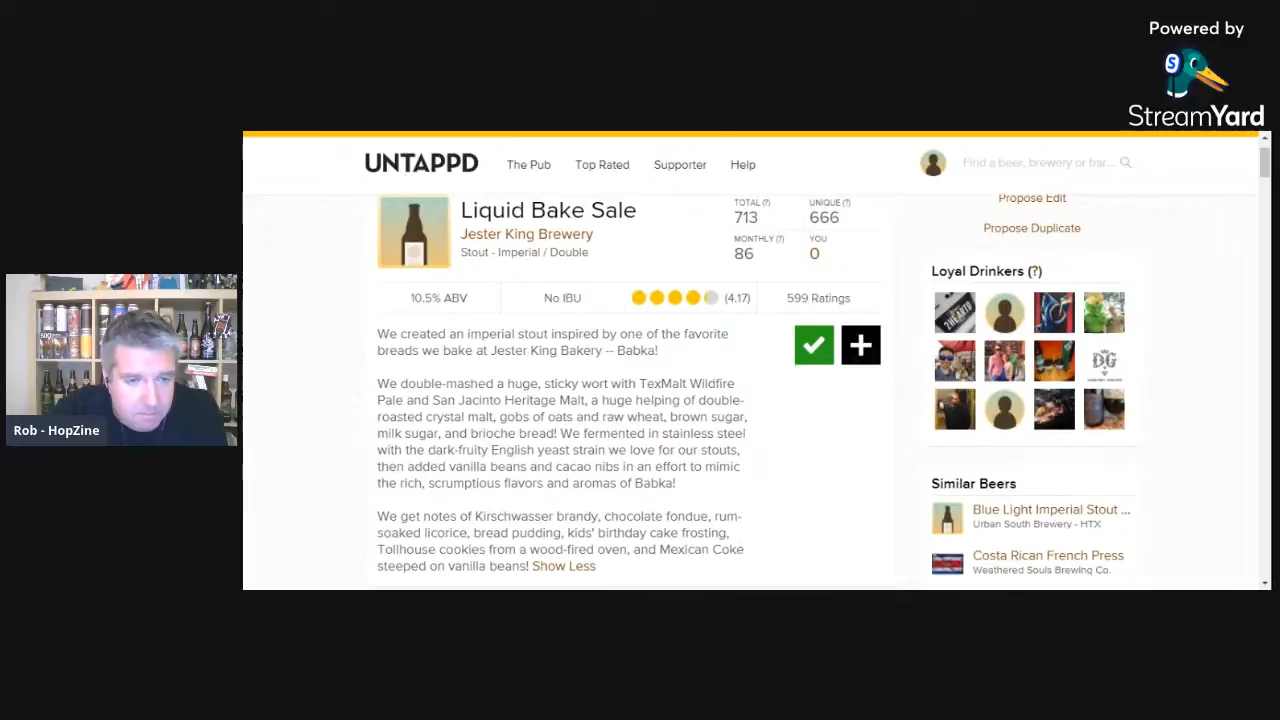 Powered by
S
StreamYard
UNTAPPD
The Pub
Top Rated
Supporter
Help
Find a beer, brewery or bar...
Liquid Bake Sale
Jester King Brewery
Stout - Imperial / Double
TOTAL (?)
713
UNIQUE (?)
666
MONTHLY (?)
86
YOU
0
10.5% ABV
No IBU
(4.17)
599 Ratings
We created an imperial stout inspired by one of the favorite
breads we bake at Jester King Bakery -- Babka!
We double-mashed a huge, sticky wort with TexMalt Wildfire
Pale and San Jacinto Heritage Malt, a huge helping of double-
roasted crystal malt, gobs of oats and raw wheat, brown sugar,
milk sugar, and brioche bread! We fermented in stainless steel
with the dark-fruity English yeast strain we love for our stouts,
then added vanilla beans and cacao nibs in an effort to mimic
the rich, scrumptious flavors and aromas of Babka!
We get notes of Kirschwasser brandy, chocolate fondue, rum-
soaked licorice, bread pudding, kids' birthday cake frosting,
Tollhouse cookies from a wood-fired oven, and Mexican Coke
steeped on vanilla beans! Show Less
Propose Edit
Propose Duplicate
Loyal Drinkers (?)
DG
Similar Beers
Blue Light Imperial Stout ...
Urban South Brewery - HTX
Costa Rican French Press
Weathered Souls Brewing Co.
Rob - HopZine